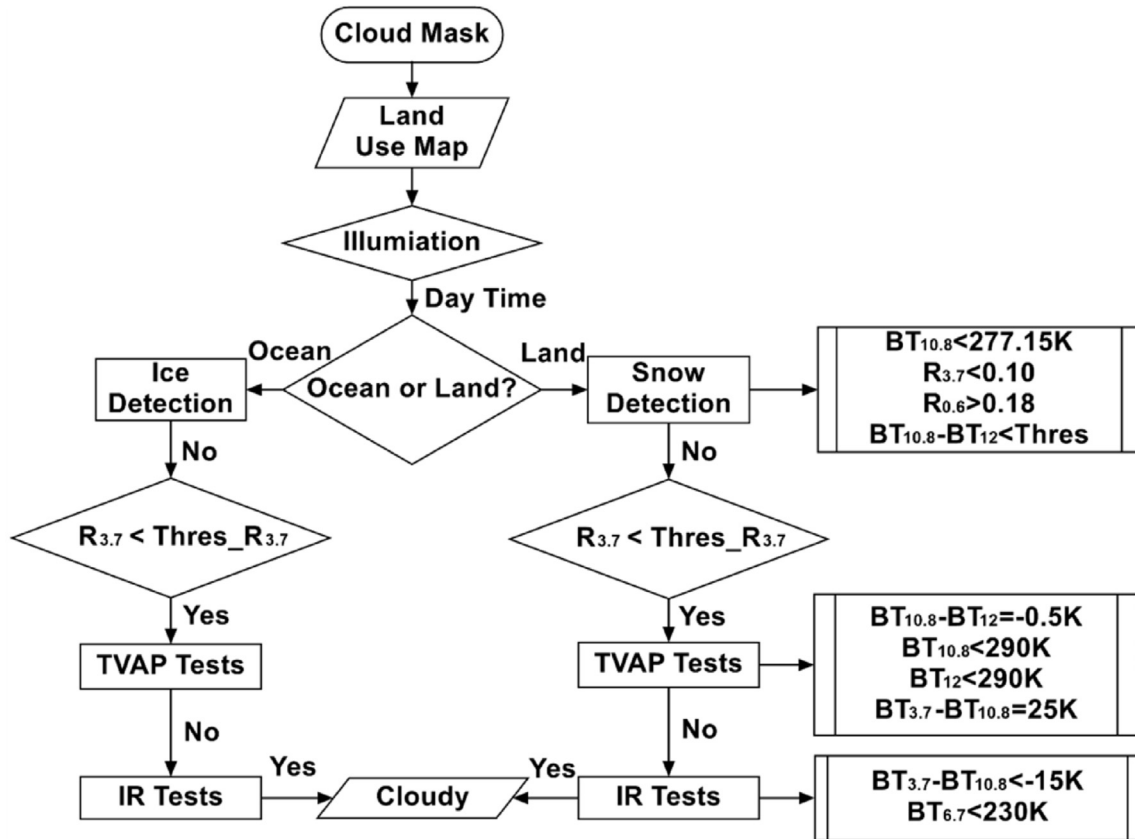 Cloud Mask
Land
Use Map
Illumiation
Day Time
Ocean
Land
Ocean or Land?
Ice
Detection
Snow
Detection
BT10.8<277.15K
R3.7<0.10
R0.6>0.18
BT10.8-BT12<Thres
No
No
R3.7 < Thres_R3.7
R3.7 < Thres_R3.7
Yes
Yes
TVAP Tests
TVAP Tests
BT10.8-BT12=-0.5K
BT10.8<290K
BT12<290K
BT3.7-BT10.8=25K
No
No
IR Tests
Yes
Cloudy
Yes
IR Tests
BT3.7-BT10.8<-15K
BT6.7<230K